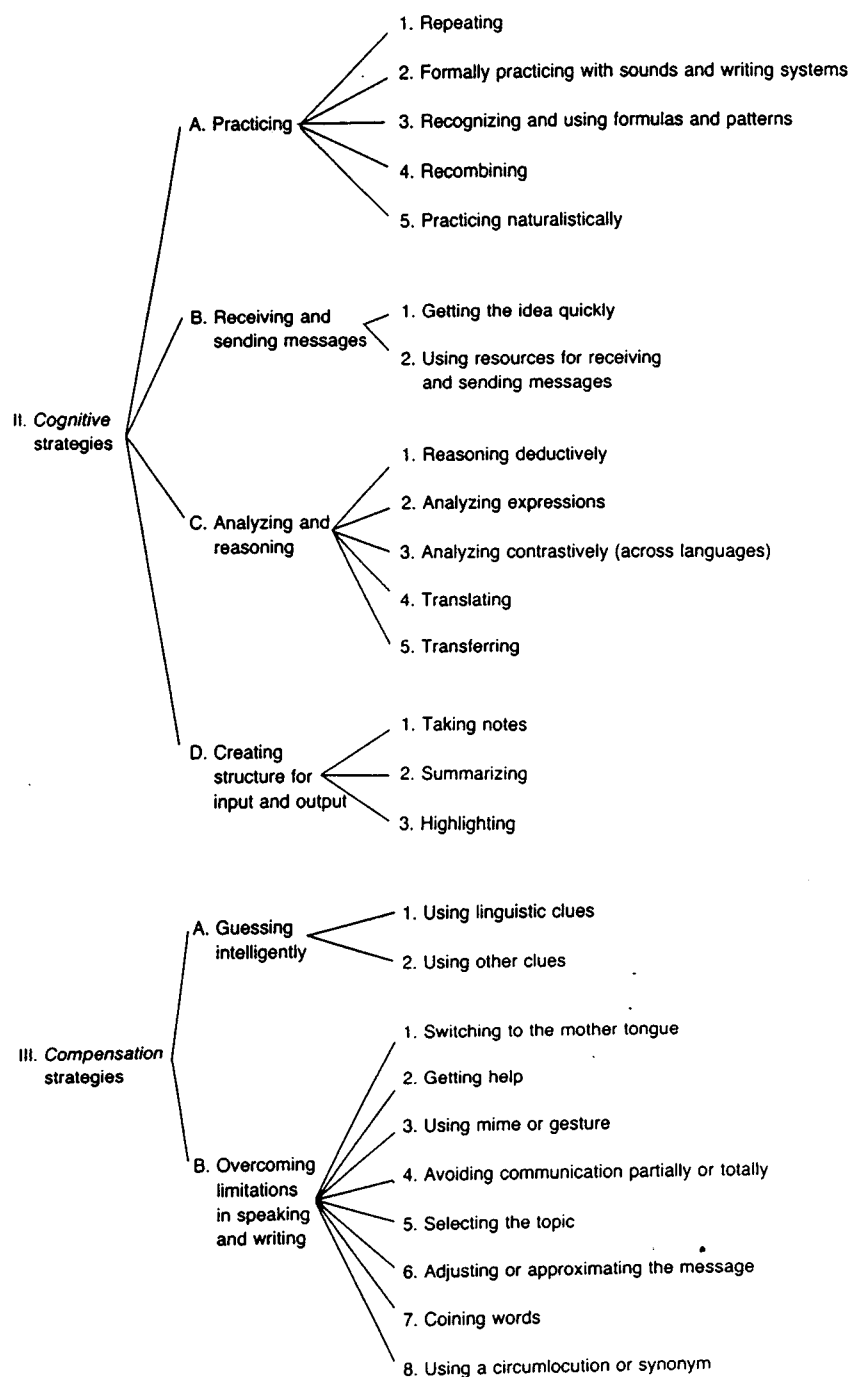 1. Repeating
2. Formally practicing with sounds and writing systems
A. Practicing
3. Recognizing and using formulas and patterns
4. Recombining
5. Practicing naturalistically
B. Receiving and
sending messages
1. Getting the idea quickly
2. Using resources for receiving
and sending messages
II. Cognitive
strategies
1. Reasoning deductively
2. Analyzing expressions
C. Analyzing and
reasoning
3. Analyzing contrastively (across languages)
4. Translating
5. Transferring
D. Creating
structure for
input and output
1. Taking notes
2. Summarizing
3. Highlighting
A. Guessing
intelligently
1. Using linguistic clues
2. Using other clues
III. Compensation
strategies
1. Switching to the mother tongue
2. Getting help
3. Using mime or gesture
B. Overcoming
limitations
in speaking
and writing
4. Avoiding communication partially or totally
5. Selecting the topic
6. Adjusting or approximating the message
7. Coining words
8. Using a circumlocution or synonym